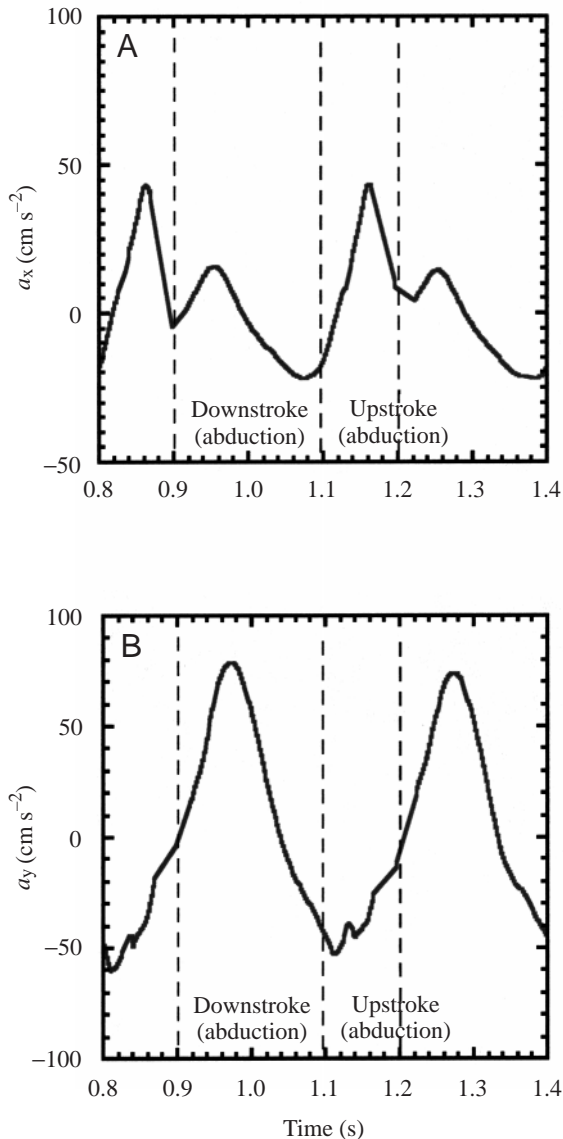 100
A
50
a_x (cm s⁻²)
0
Downstroke Upstroke
(abduction) (abduction)
−50
0.8 0.9 1.0 1.1 1.2 1.3 1.4
100
B
50
a_y (cm s⁻²)
0
−50
Downstroke Upstroke
(abduction) (abduction)
−100
0.8 0.9 1.0 1.1 1.2 1.3 1.4
Time (s)